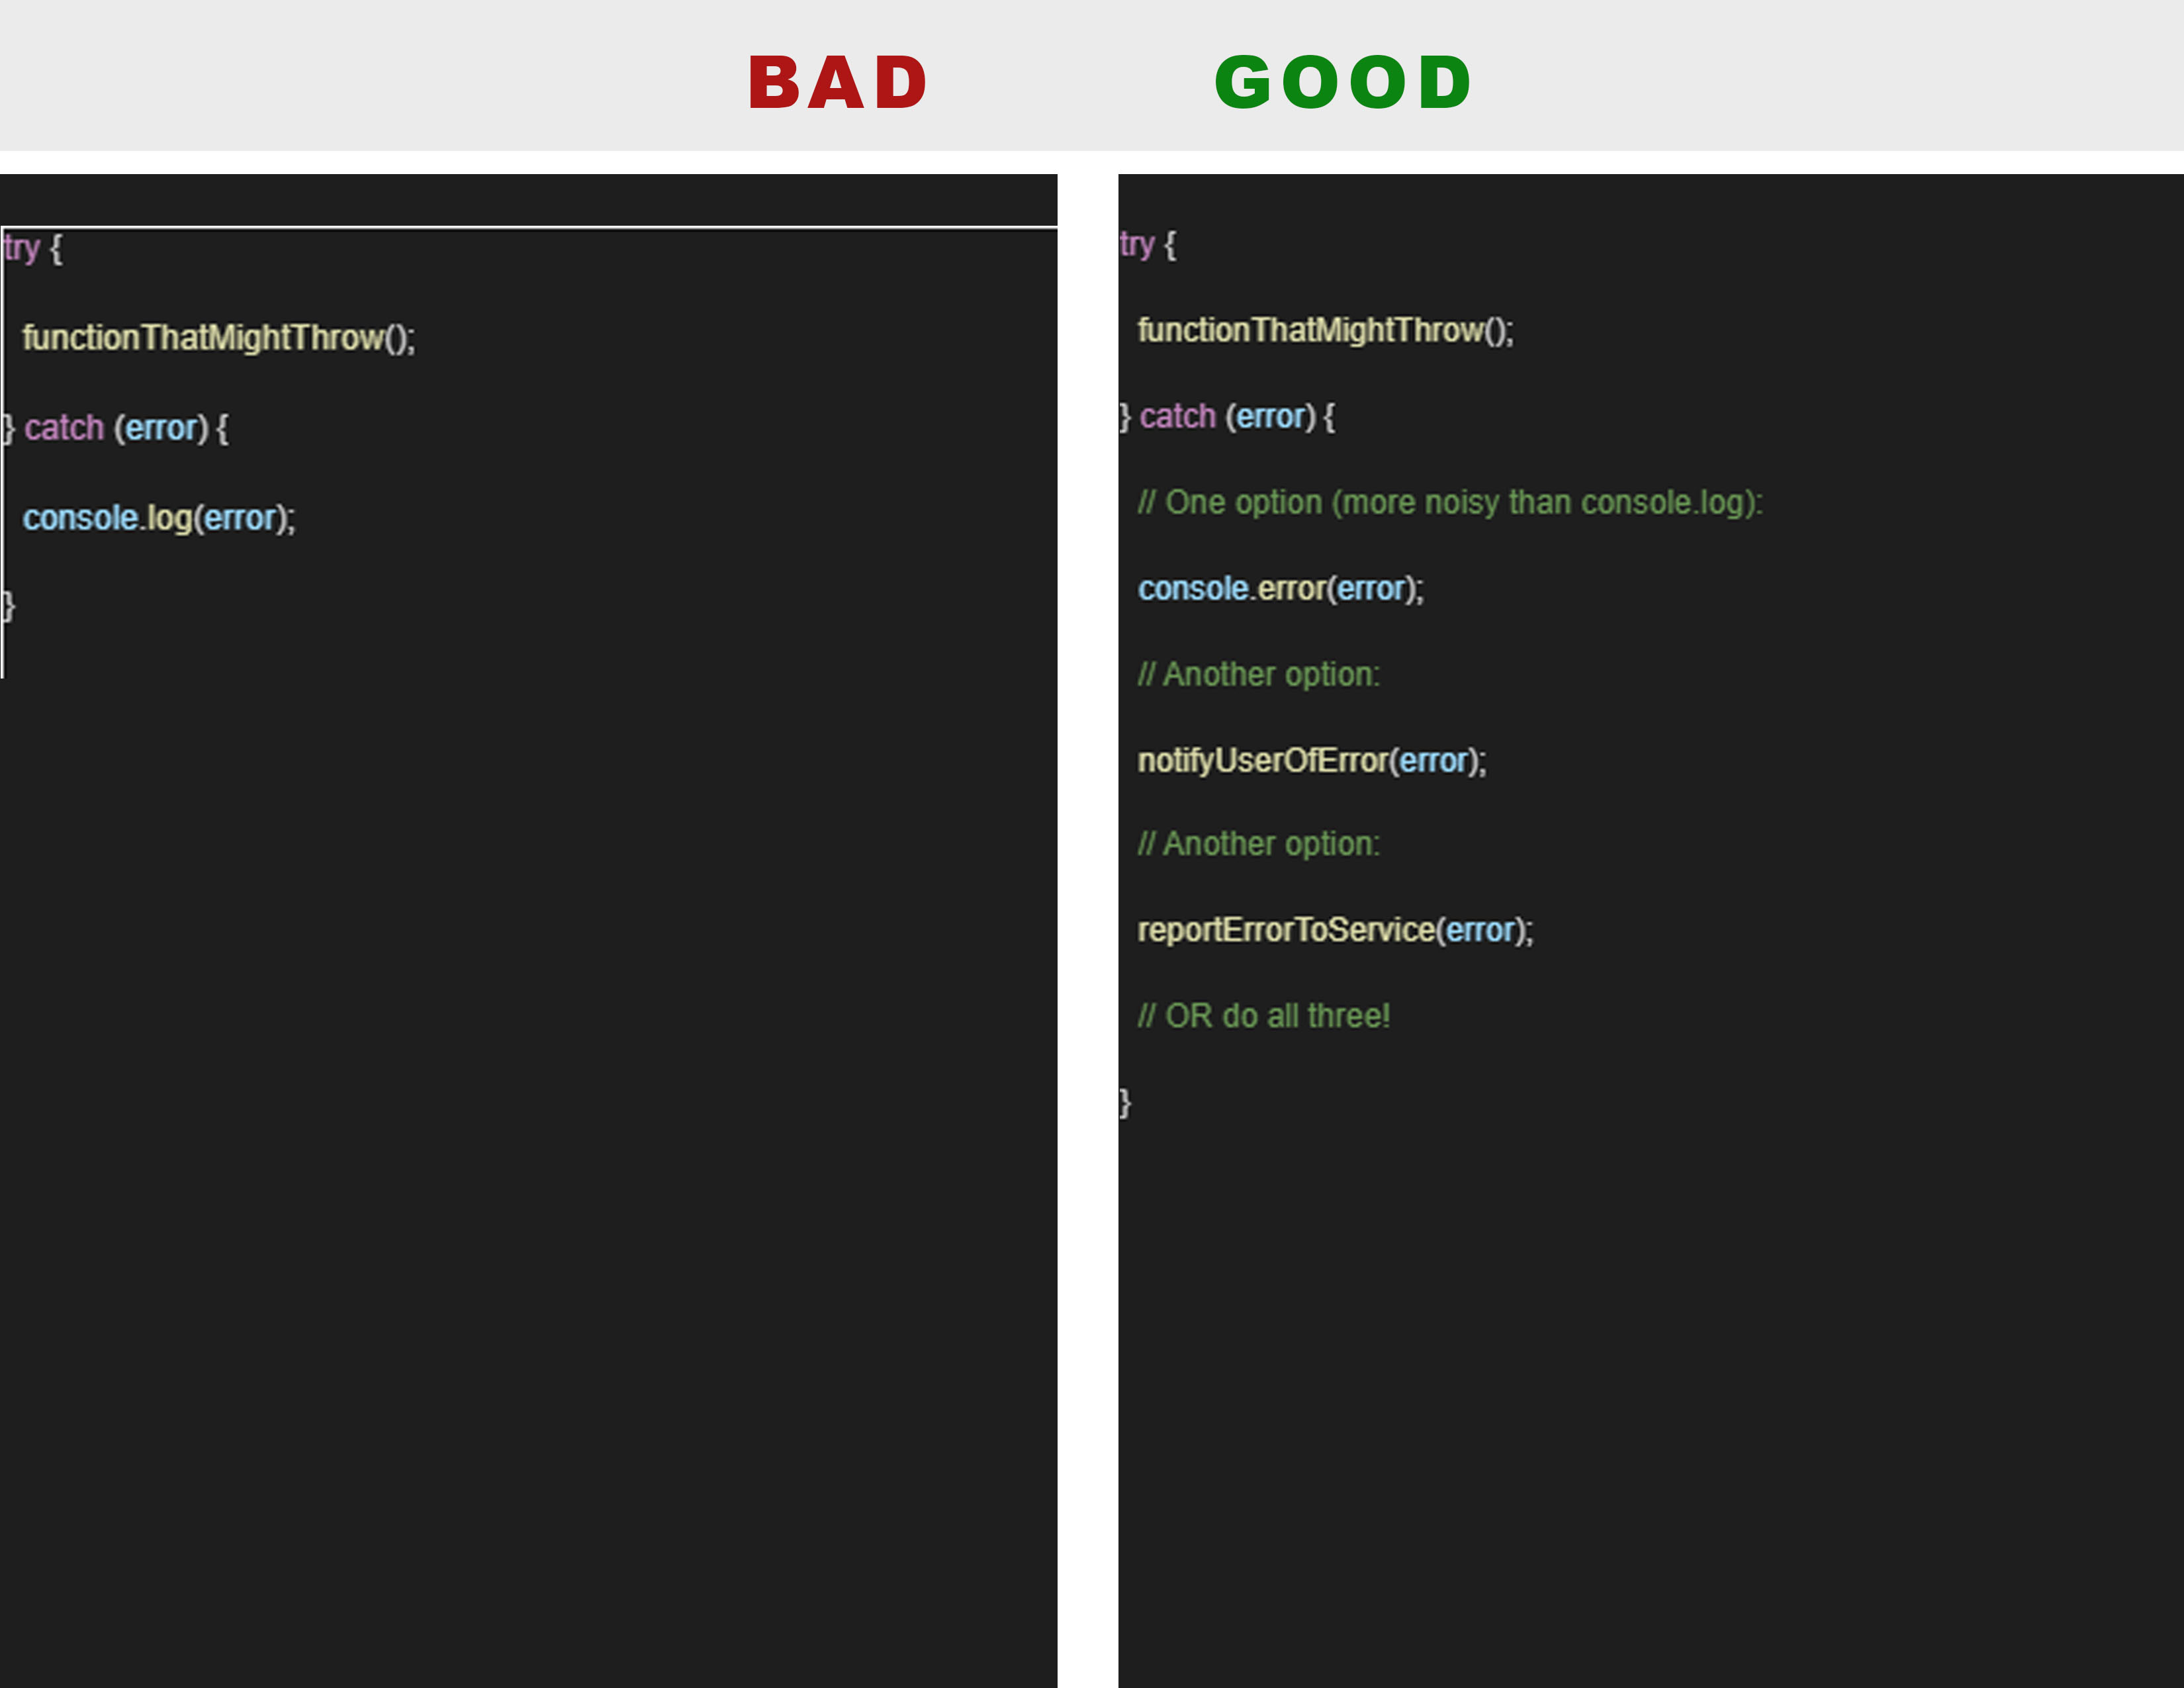 BAD
GOOD
try {
functionThatMightThrow();
} catch (error) {
console.log(error);
}
try {
functionThatMightThrow();
} catch (error) {
// One option (more noisy than console.log):
console.error(error);
// Another option:
notifyUserOfError(error);
// Another option:
reportErrorToService(error);
// OR do all three!
}